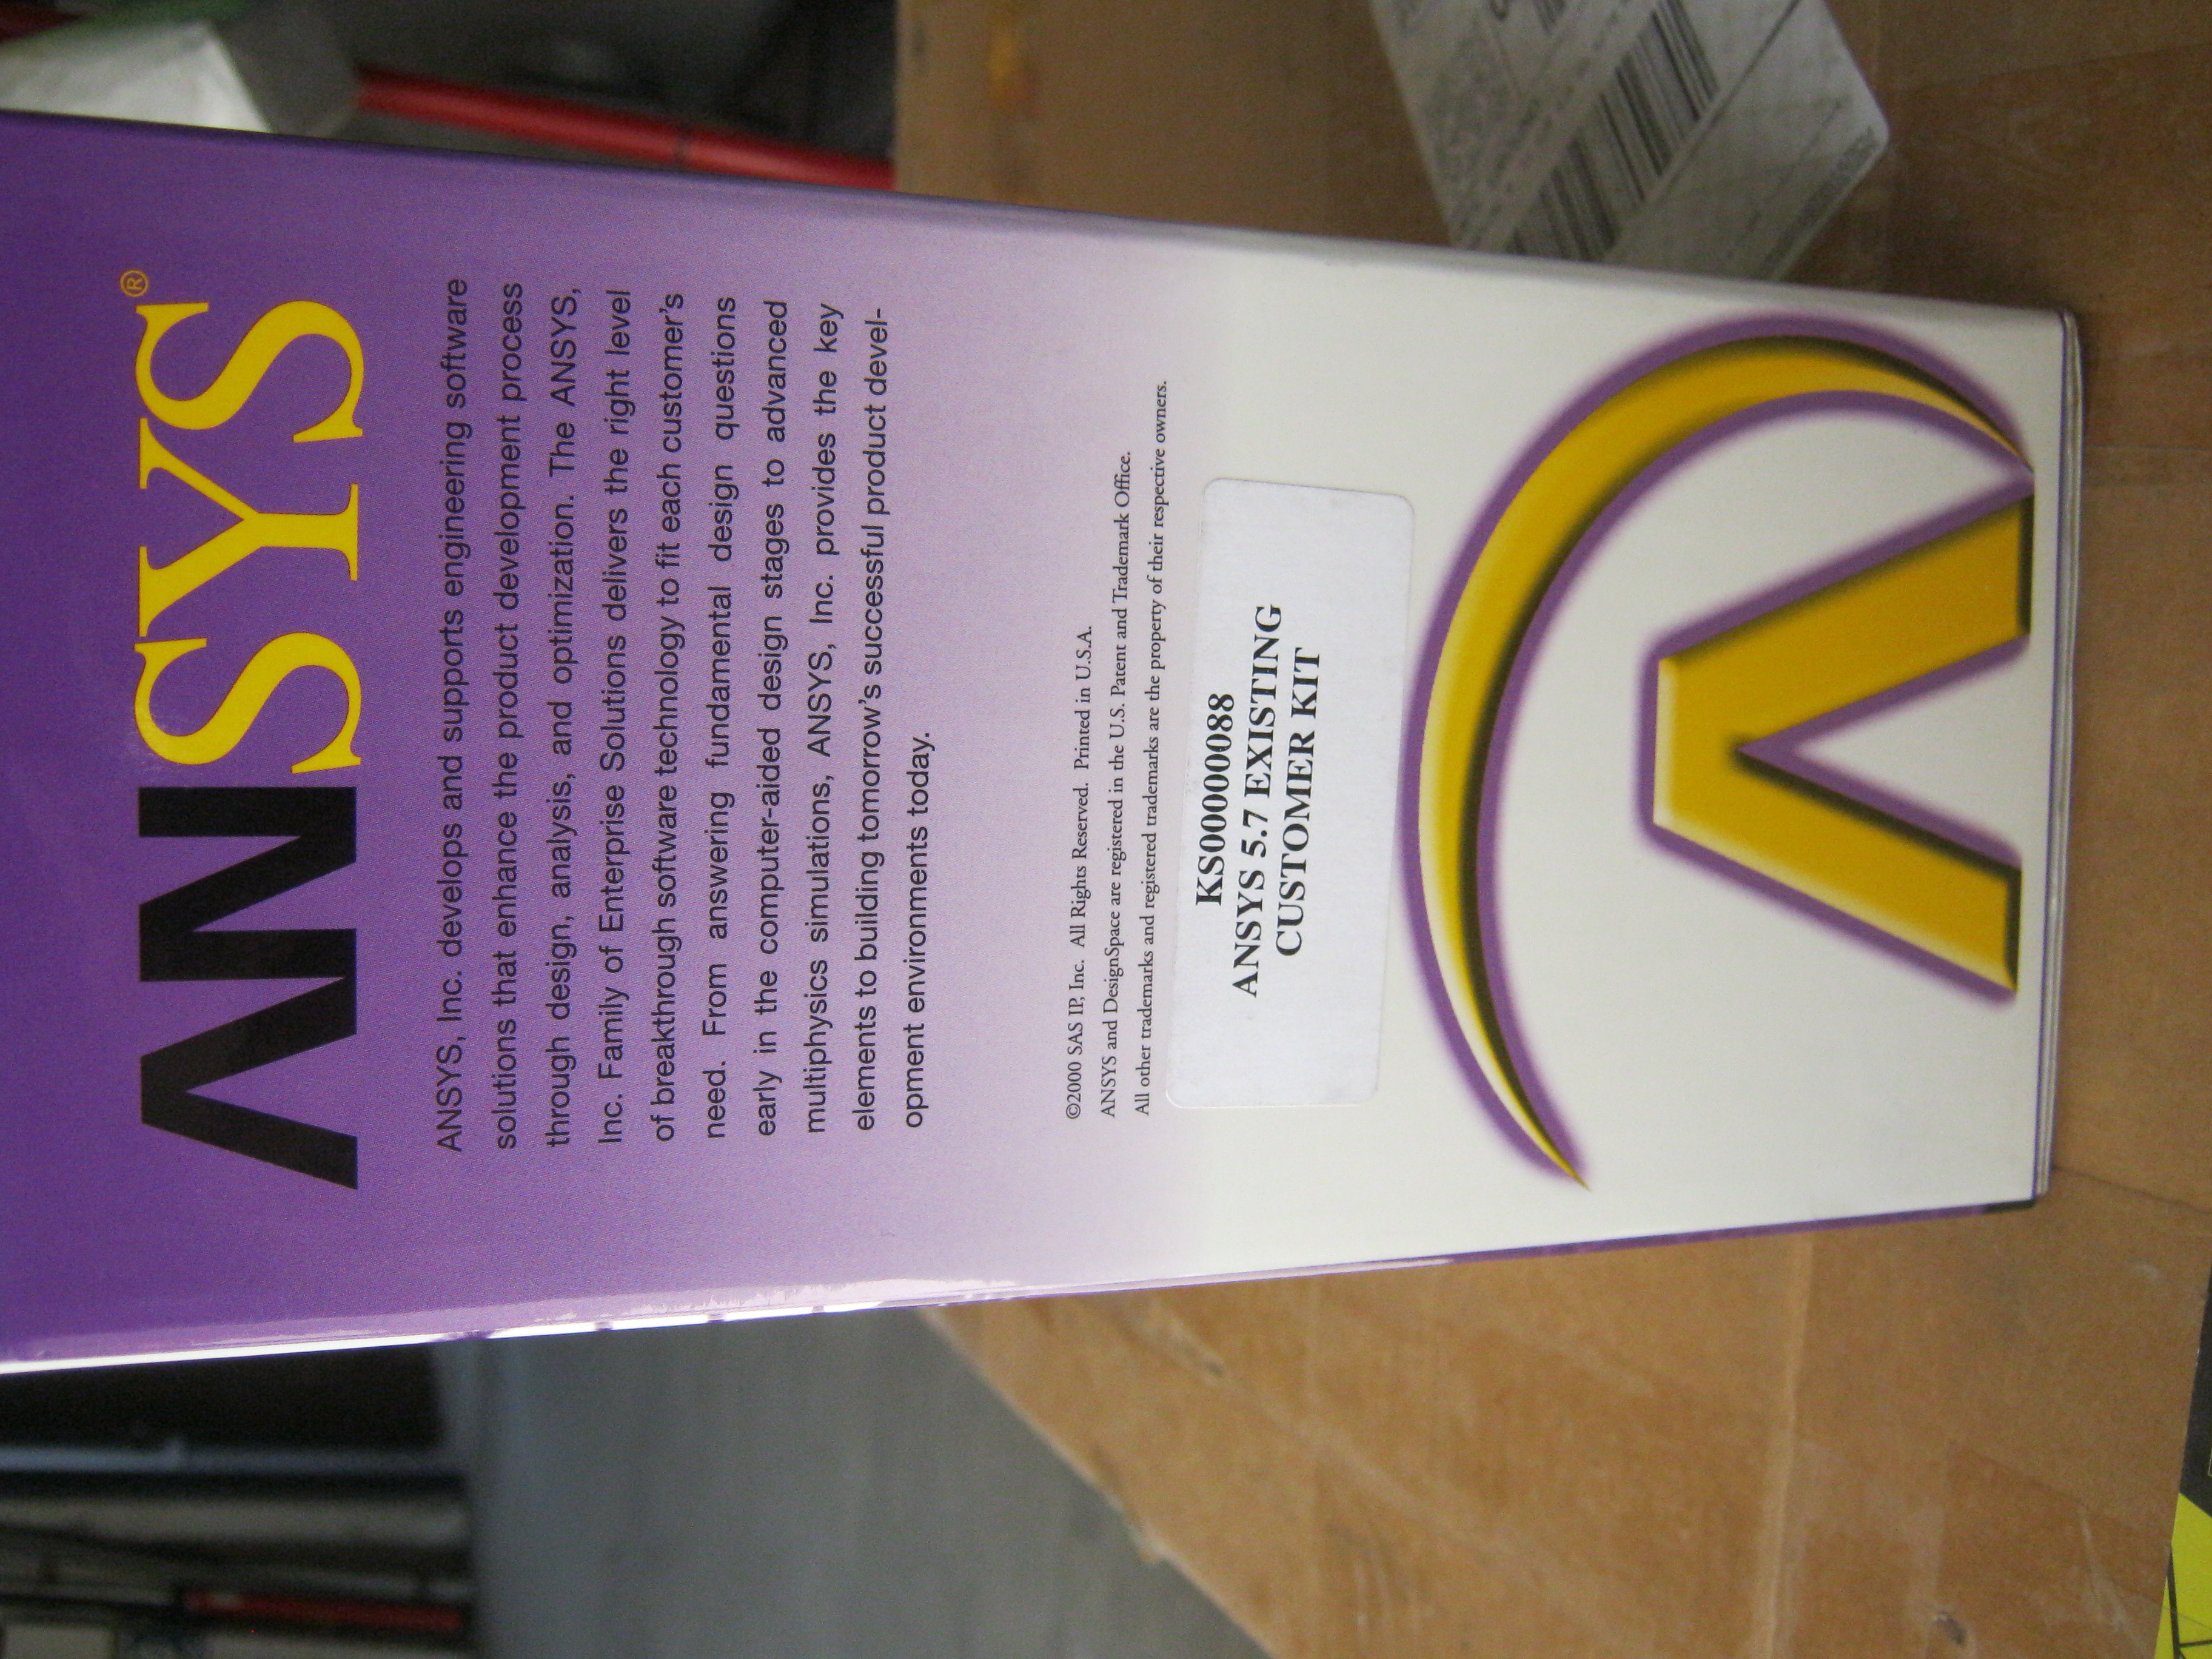 ANSYS®
ANSYS, Inc. develops and supports engineering software
solutions that enhance the product development process
through design, analysis, and optimization. The ANSYS,
Inc. Family of Enterprise Solutions delivers the right level
of breakthrough software technology to fit each customer's
need. From answering fundamental design questions
early in the computer-aided design stages to advanced
multiphysics simulations, ANSYS, Inc. provides the key
elements to building tomorrow's successful product devel-
opment environments today.
©2000 SAS IP, Inc. All Rights Reserved. Printed in U.S.A.
ANSYS and DesignSpace are registered in the U.S. Patent and Trademark Office.
All other trademarks and registered trademarks are the property of their respective owners.
KS00000088
ANSYS 5.7 EXISTING
CUSTOMER KIT